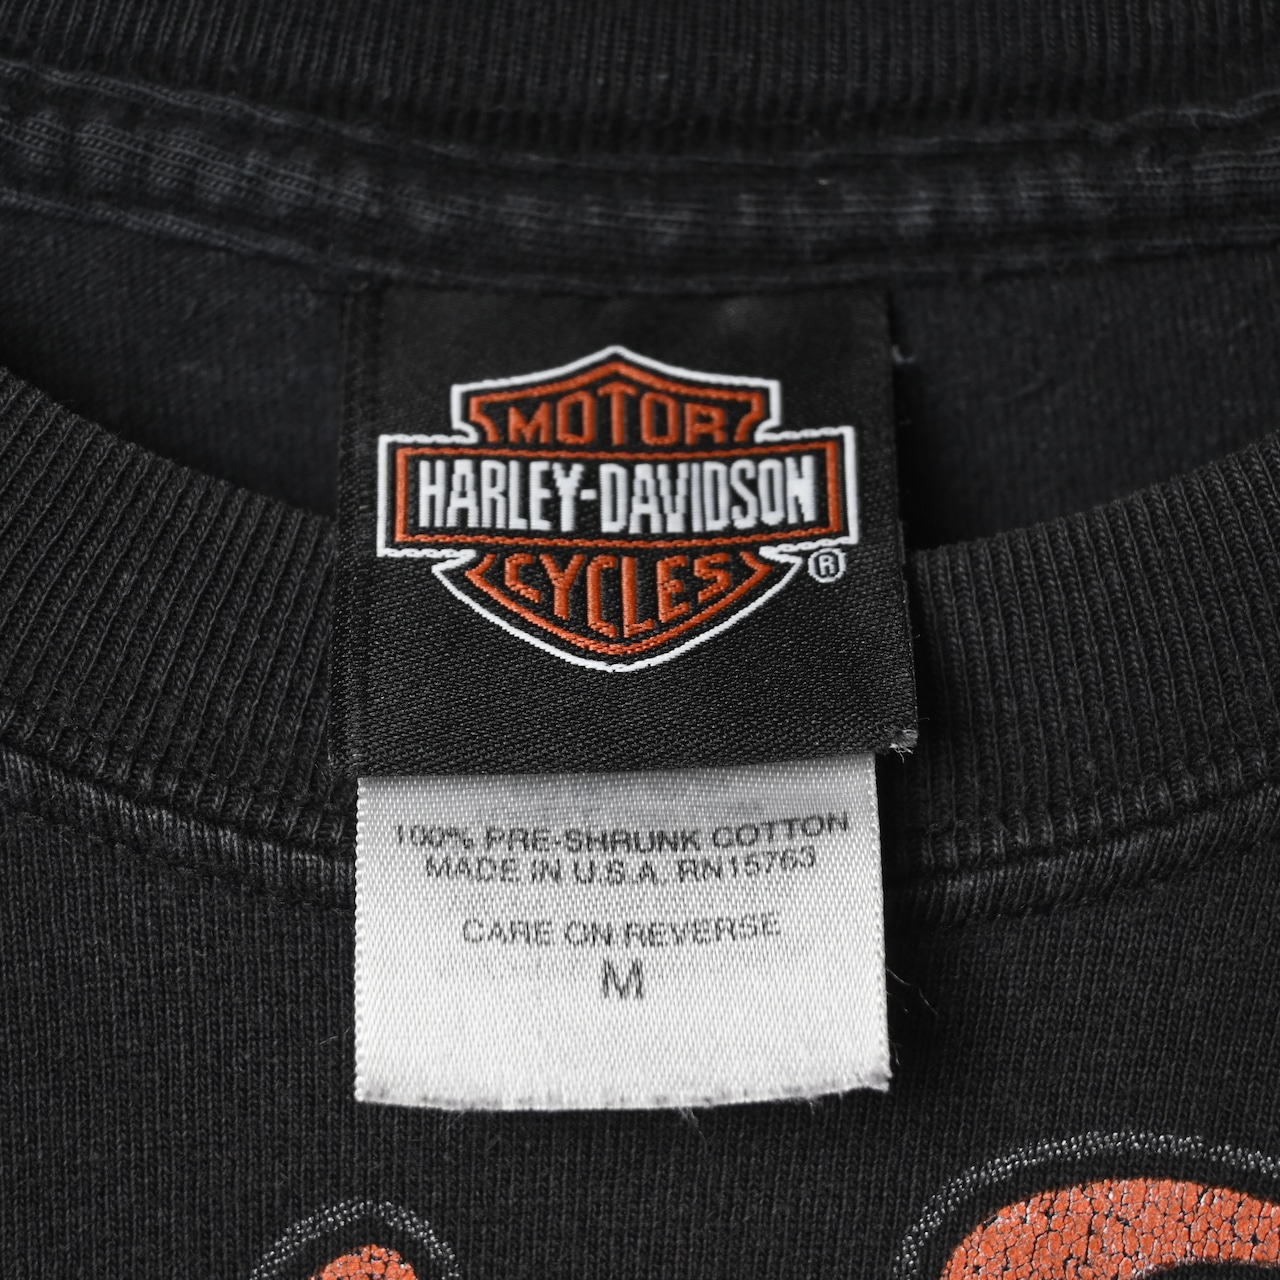 MOTOR
HARLEY-DAVIDSON
CYCLES
®
100% PRE-SHRUNK COTTON
MADE IN U.S.A. RN15763
CARE ON REVERSE
M